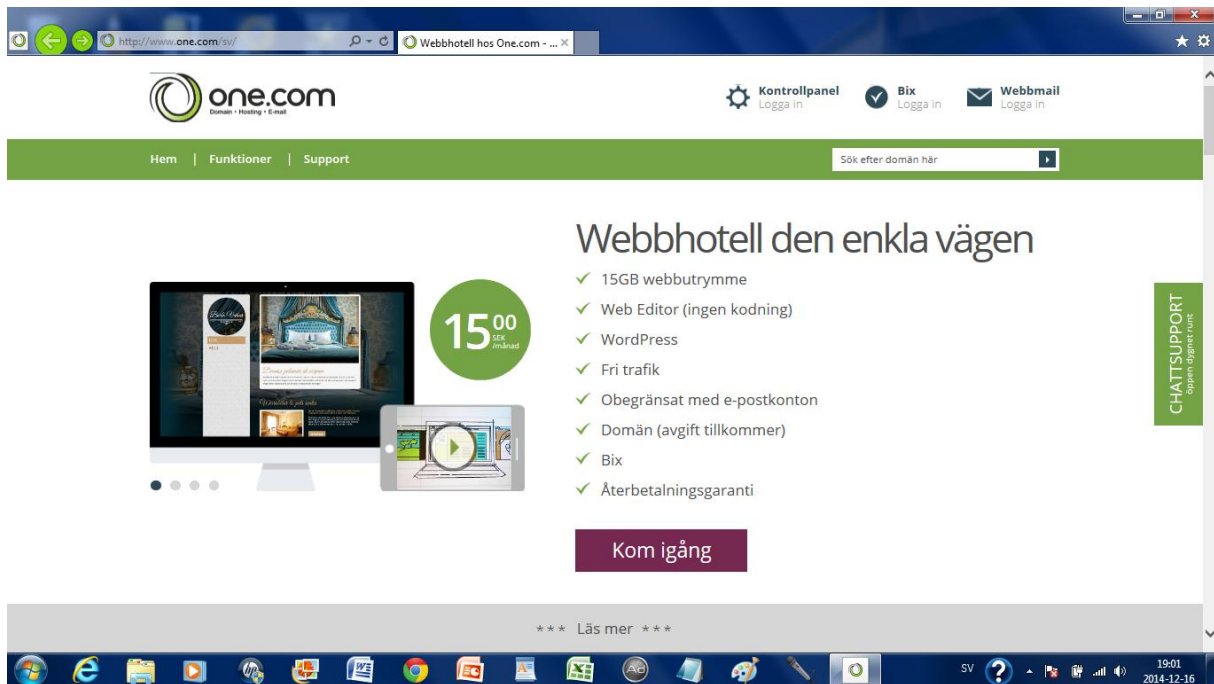 http://www.one.com/sv/
Webbhotell hos One.com - ...
one.com
Domain • Hosting • E-mail
Kontrollpanel
Logga in
Bix
Logga in
Webbmail
Logga in
Hem | Funktioner | Support
Sök efter domän här
Webbhotell den enkla vägen
15GB webbutrymme
Web Editor (ingen kodning)
WordPress
Fri trafik
Obegränsat med e-postkonton
Domän (avgift tillkommer)
Bix
Återbetalningsgaranti
15 00
SEK
/månad
Kom igång
CHATTSUPPORT
öppen dygnet runt
*** Läs mer ***
SV
19:01
2014-12-16